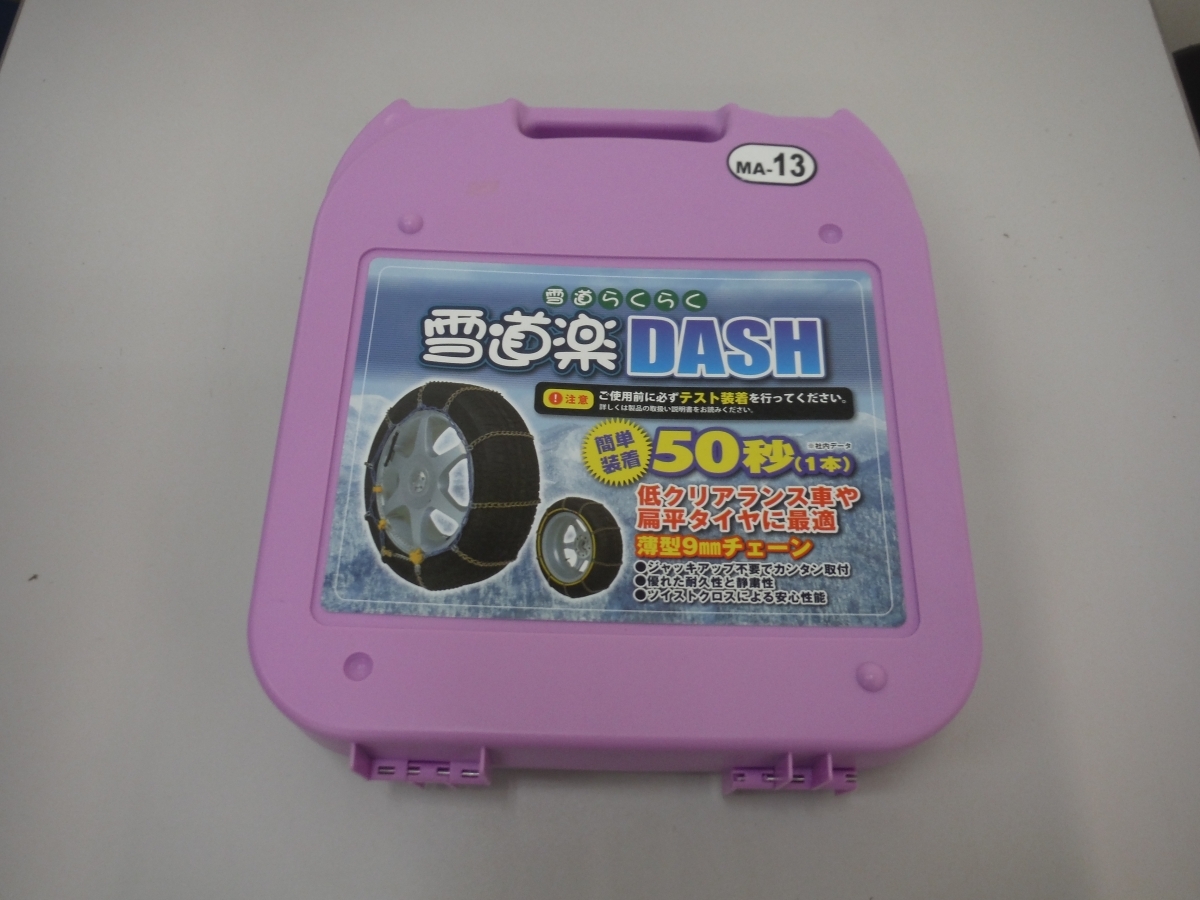 MA-13
雪道らくらく
雪道楽 DASH
! 注意 ご使用前に必ずテスト装着を行ってください。
詳しくは製品の取扱い説明書をお読みください。
簡単
装着
50秒(1本)
※社内データ
低クリアランス車や
扁平タイヤに最適
薄型9mmチェーン
●ジャッキアップ不要でカンタン取付
●優れた耐久性と静粛性
●ツイストクロスによる安心性能